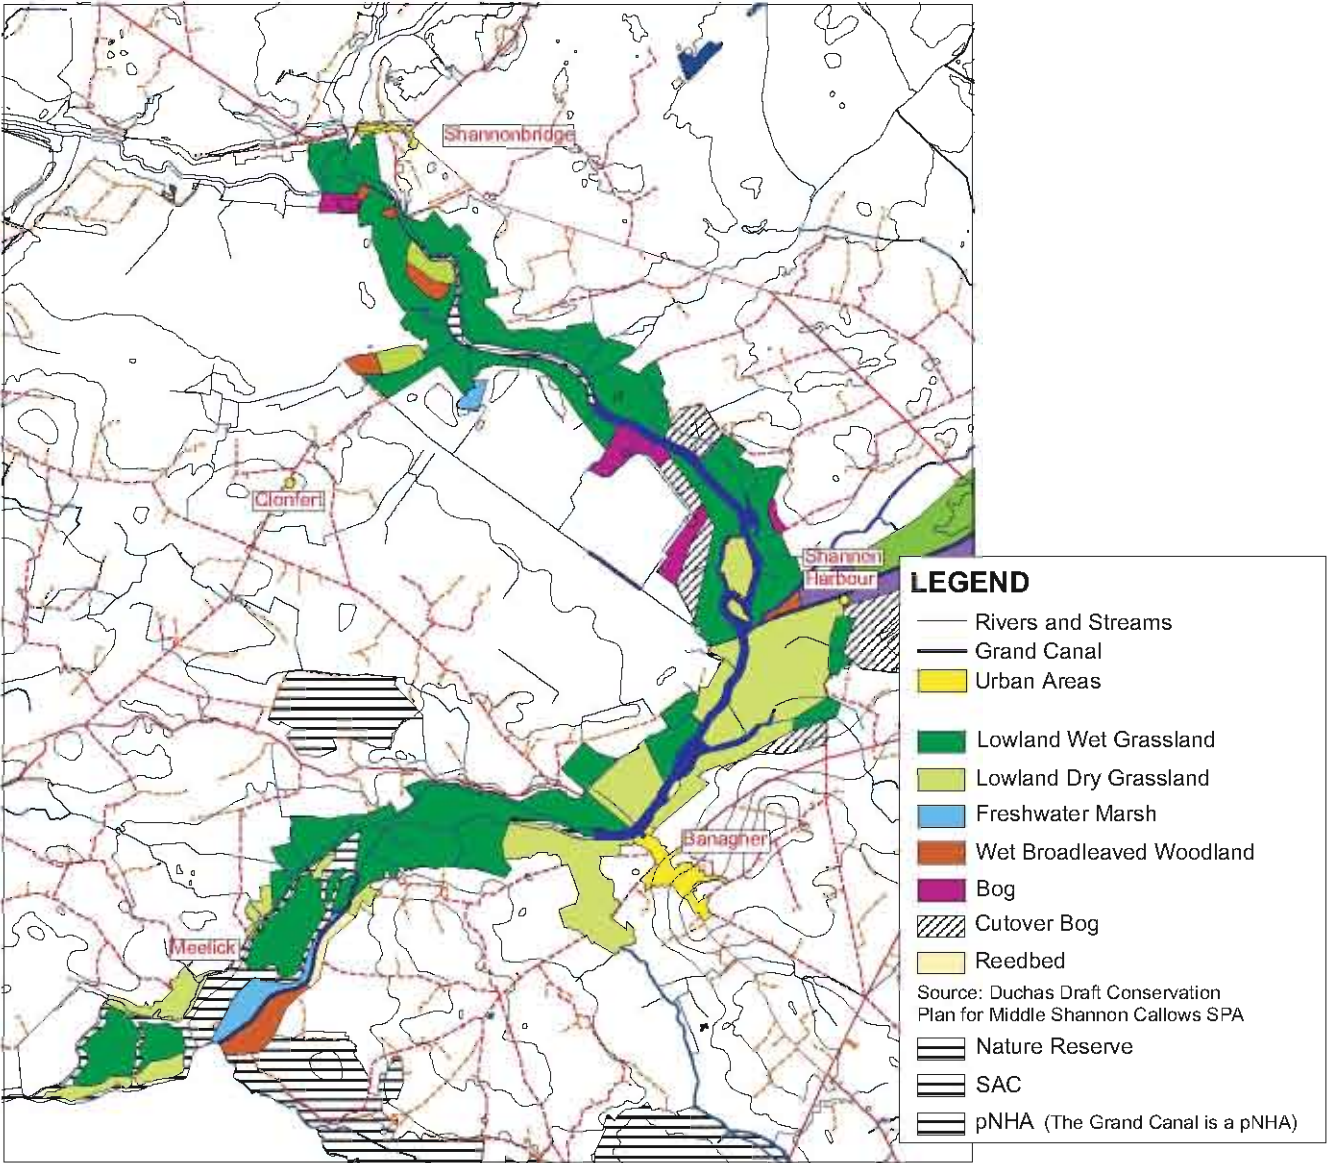 Shannonbridge
Clonfert
Shannon
Harbour
Banagher
Meelick
LEGEND
Rivers and Streams
Grand Canal
Urban Areas
Lowland Wet Grassland
Lowland Dry Grassland
Freshwater Marsh
Wet Broadleaved Woodland
Bog
Cutover Bog
Reedbed
Source: Duchas Draft Conservation
Plan for Middle Shannon Callows SPA
Nature Reserve
SAC
pNHA (The Grand Canal is a pNHA)